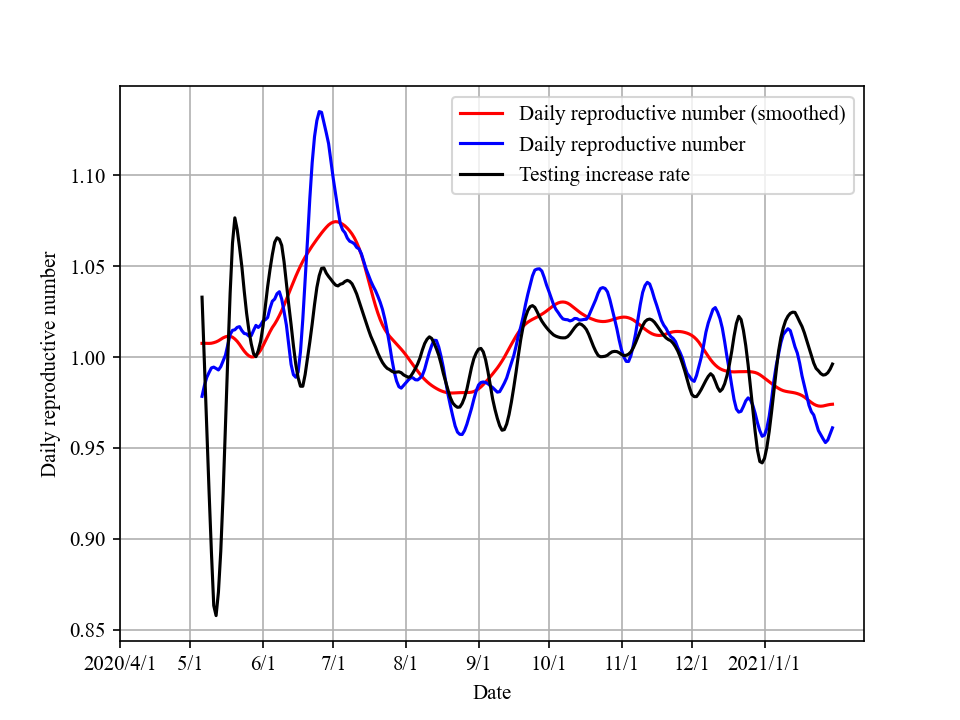 Daily reproductive number (smoothed)
Daily reproductive number
Testing increase rate
Daily reproductive number
1.10
1.05
1.00
0.95
0.90
0.85
2020/4/1 5/1 6/1 7/1 8/1 9/1 10/1 11/1 12/1 2021/1/1
Date